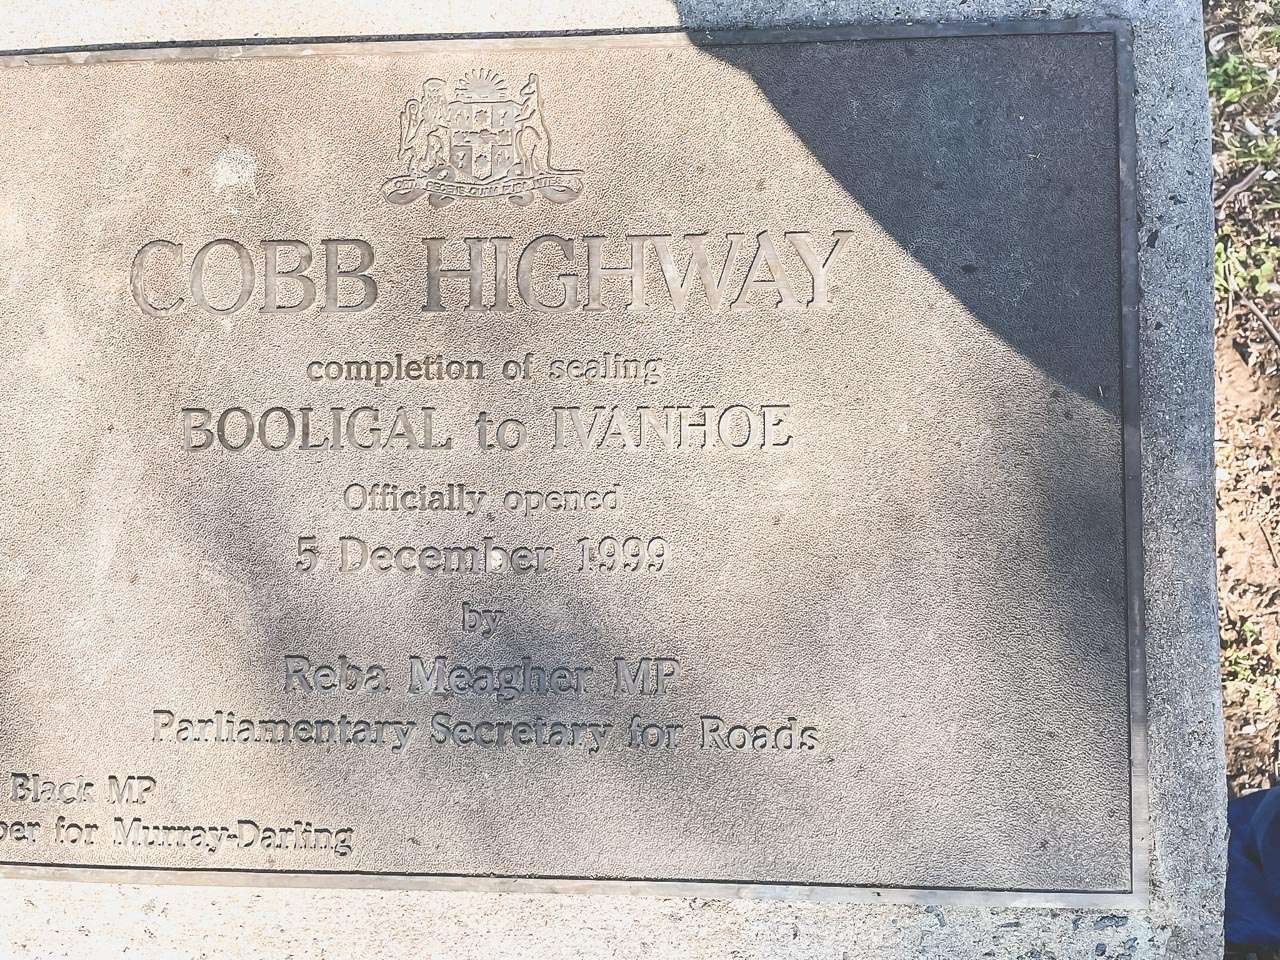 COBB HIGHWAY
completion of sealing
BOOLIGAL to IVANHOE
Officially opened
5 December 1999
by
Reba Meagher MP
Parliamentary Secretary for Roads
Black MP
ber for Murray-Darling